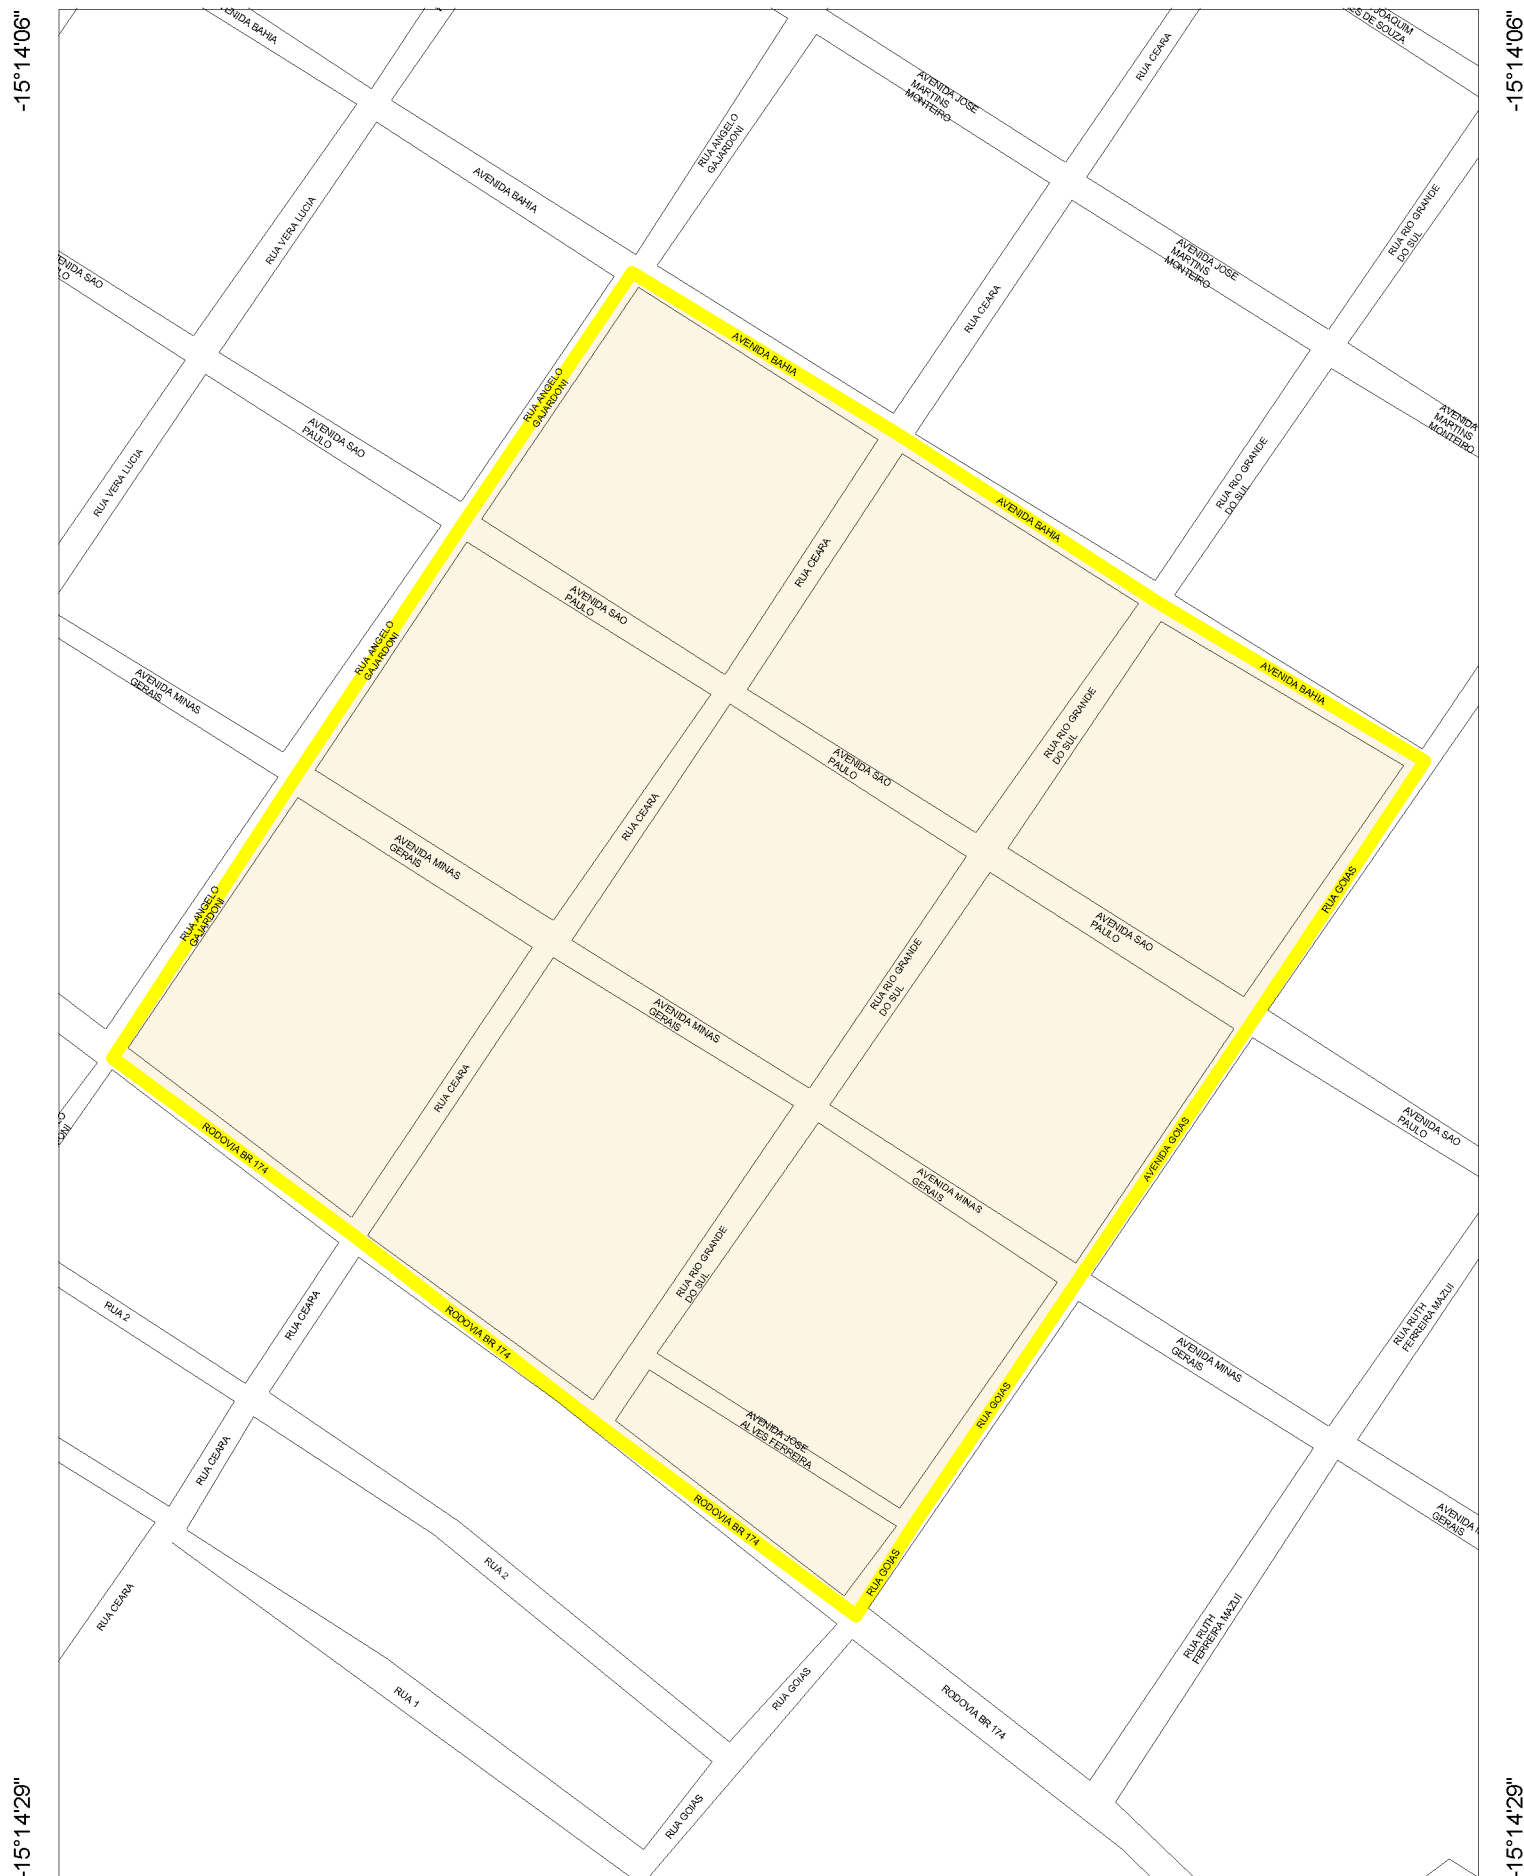 -15°14'06"
-15°14'06"
JOAQUIM
RUA CEARA
AVENIDA JOSE
MARTINS
MONTEIRO
RUA ANGELO
GAJARDONI
AVENIDA BAHIA
RUA VERA LUCIA
RUA RIO GRANDE
DO SUL
AVENIDA JOSE
MARTINS
MONTEIRO
RUA CEARA
AVENIDA BAHIA
RUA ANGELO
GAJARDONI
AVENIDA
MARTINS
MONTEIRO
AVENIDA SAO
PAULO
RUA VERA LUCIA
RUA RIO GRANDE
DO SUL
AVENIDA BAHIA
RUA CEARA
AVENIDA SAO
PAULO
RUA ANGELO
GAJARDONI
AVENIDA MINAS
GERAIS
AVENIDA BAHIA
RUA RIO GRANDE
DO SUL
AVENIDA SAO
PAULO
RUA CEARA
AVENIDA MINAS
GERAIS
RUA GOIAS
RUA ANGELO
GAJARDONI
AVENIDA SAO
PAULO
RUA RIO GRANDE
DO SUL
AVENIDA MINAS
GERAIS
RUA CEARA
AVENIDA SAO
PAULO
RODOVIA BR 174
AVENIDA GOIAS
AVENIDA MINAS
GERAIS
RUA RIO GRANDE
DO SUL
RUA 2
RUA CEARA
RODOVIA BR 174
RUA RUTH
FERREIRA MAZUI
AVENIDA MINAS
GERAIS
RUA GOIAS
AVENIDA JOSE
ALVES FERREIRA
RUA CEARA
RODOVIA BR 174
AVENIDA
GERAIS
RUA 2
RUA GOIAS
RUA CEARA
RUA RUTH
FERREIRA MAZUI
RUA 1
RUA GOIAS
RODOVIA BR 174
RUA GOIAS
-15°14'29"
-15°14'29"